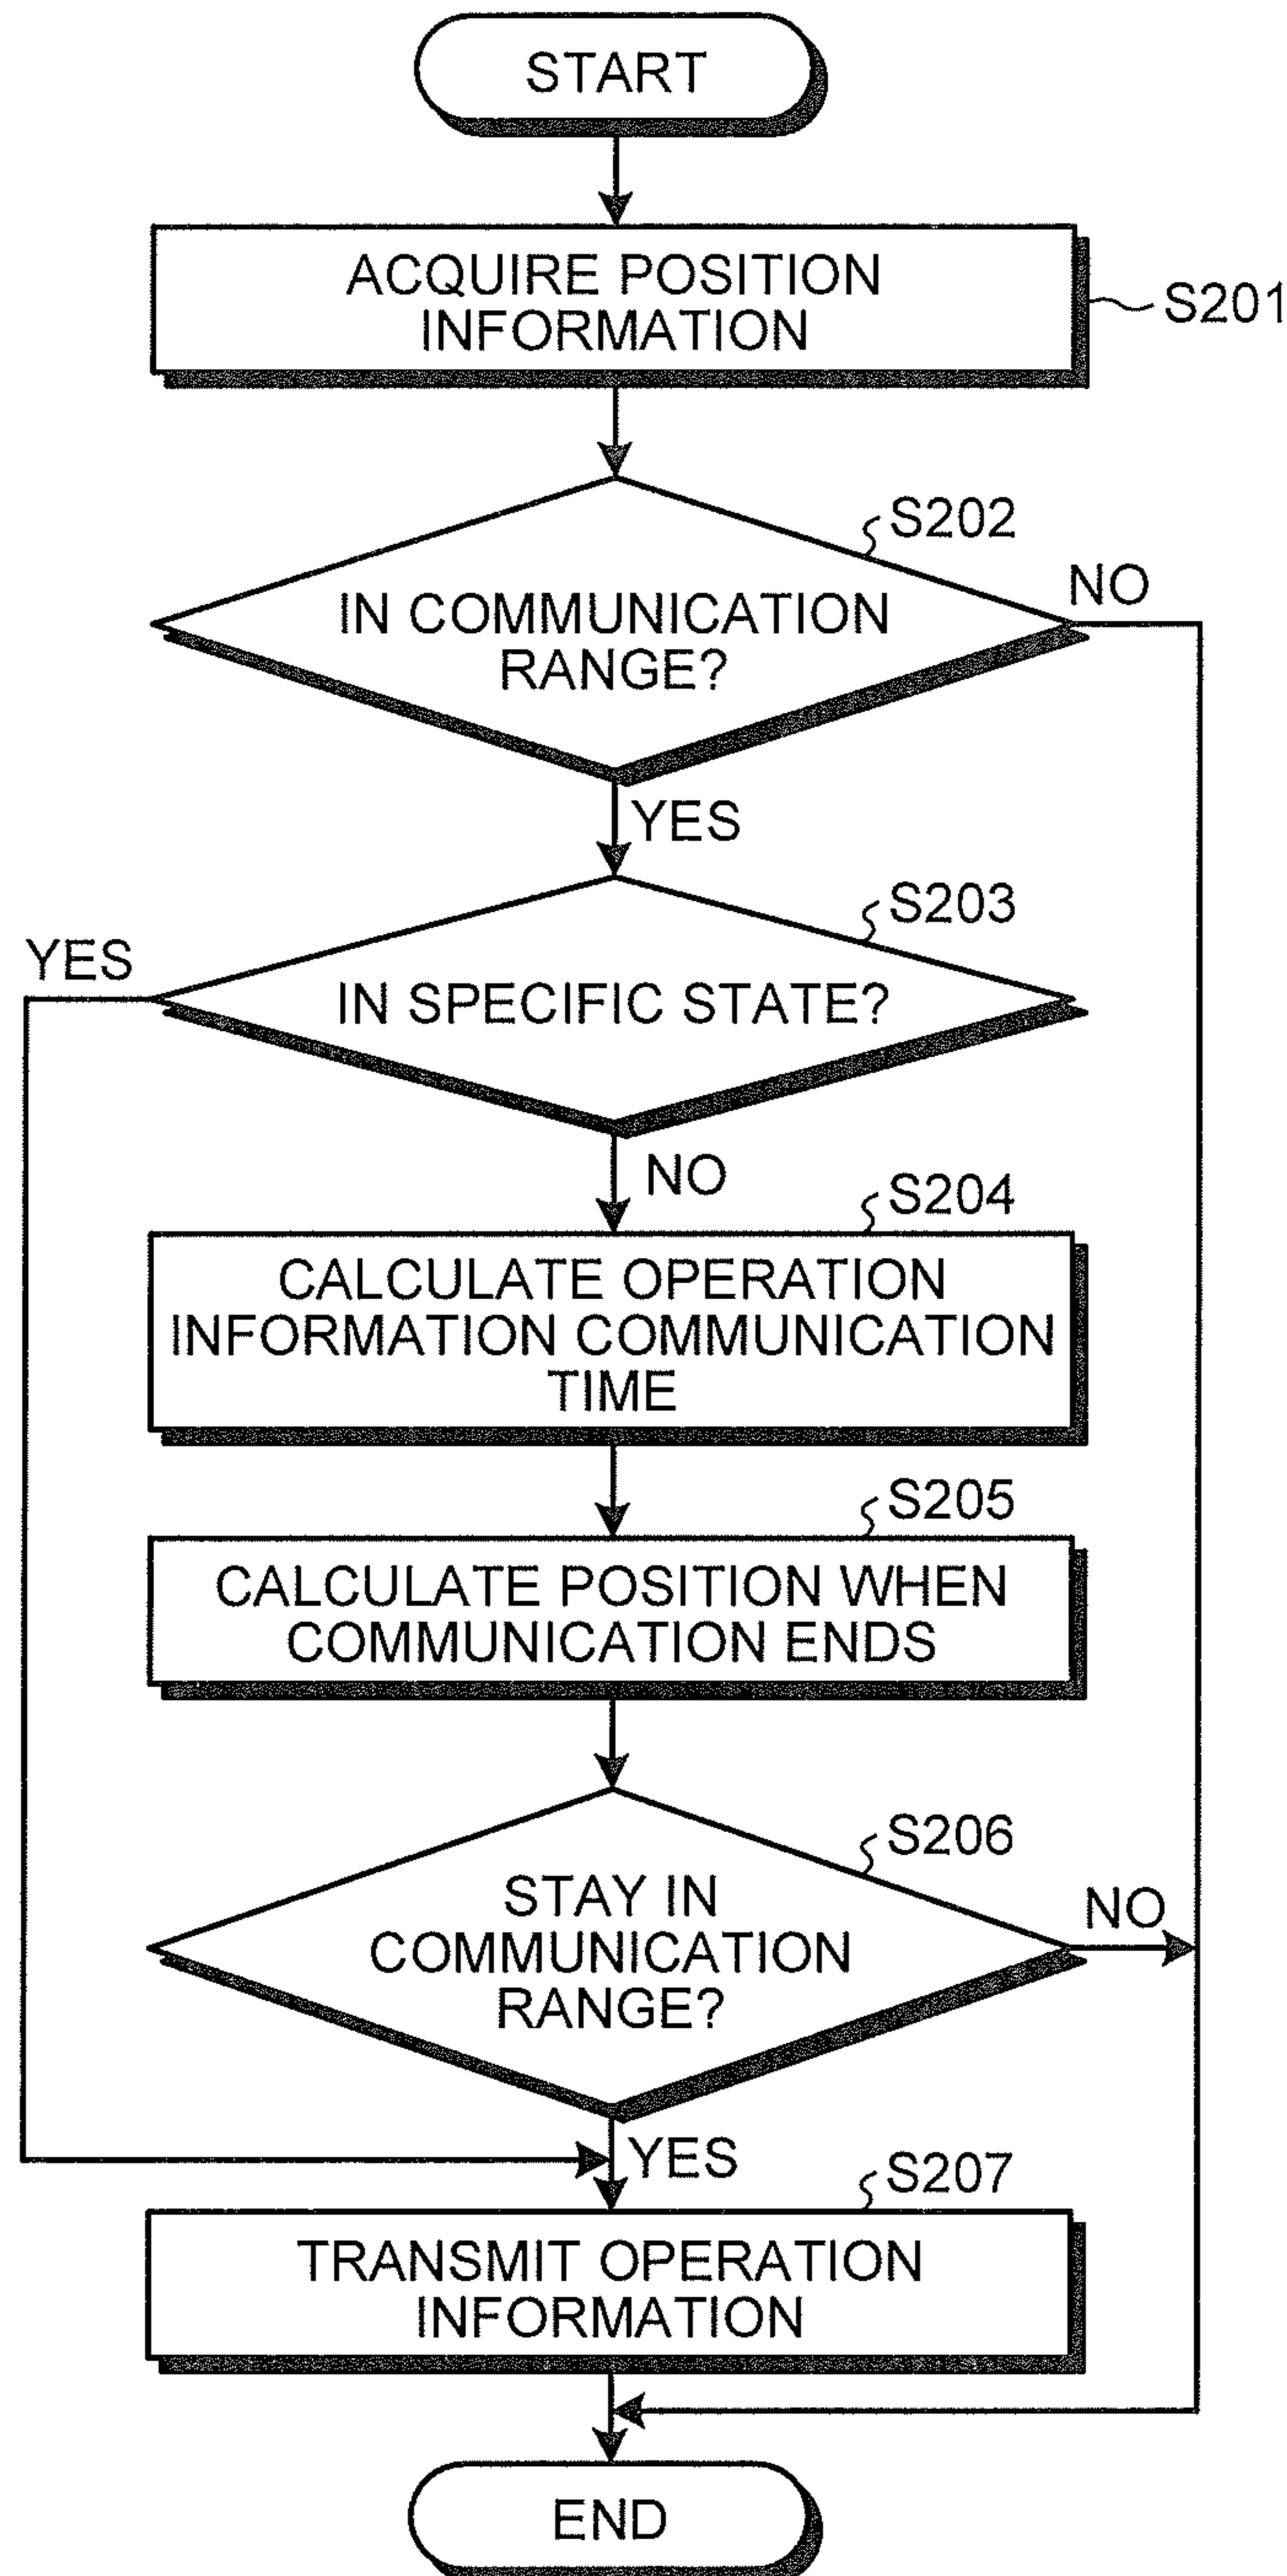 START
ACQUIRE POSITION
INFORMATION
S201
S202
IN COMMUNICATION
RANGE?
NO
YES
S203
YES
IN SPECIFIC STATE?
NO
S204
CALCULATE OPERATION
INFORMATION COMMUNICATION
TIME
S205
CALCULATE POSITION WHEN
COMMUNICATION ENDS
S206
STAY IN
COMMUNICATION
RANGE?
NO
YES
S207
TRANSMIT OPERATION
INFORMATION
END